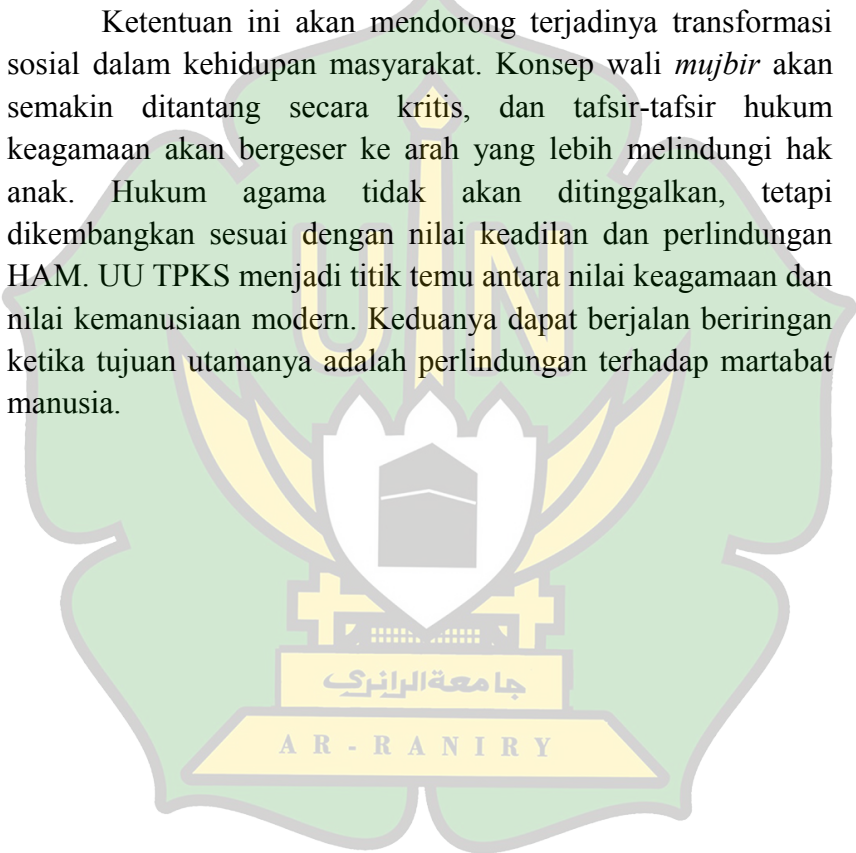 Ketentuan ini akan mendorong terjadinya transformasi
sosial dalam kehidupan masyarakat. Konsep wali mujbir akan
semakin ditantang secara kritis, dan tafsir-tafsir hukum
keagamaan akan bergeser ke arah yang lebih melindungi hak
anak. Hukum agama tidak akan ditinggalkan, tetapi
dikembangkan sesuai dengan nilai keadilan dan perlindungan
HAM. UU TPKS menjadi titik temu antara nilai keagamaan dan
nilai kemanusiaan modern. Keduanya dapat berjalan beriringan
ketika tujuan utamanya adalah perlindungan terhadap martabat
manusia.
UIN
جامعة الرانري
AR-RANIRY